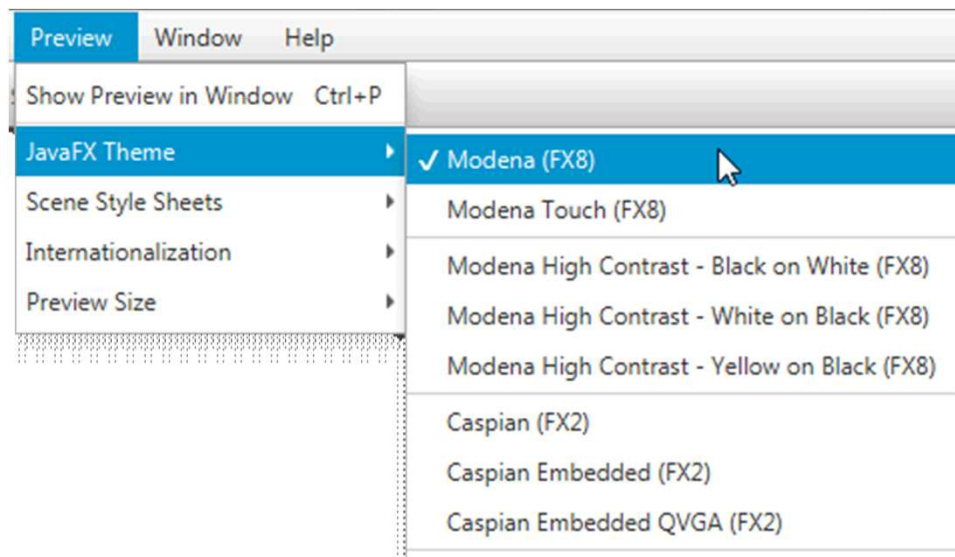 Preview Window Help
Show Preview in Window Ctrl+P
JavaFX Theme
Scene Style Sheets
Internationalization
Preview Size
Modena (FX8)
Modena Touch (FX8)
Modena High Contrast - Black on White (FX8)
Modena High Contrast - White on Black (FX8)
Modena High Contrast - Yellow on Black (FX8)
Caspian (FX2)
Caspian Embedded (FX2)
Caspian Embedded QVGA (FX2)